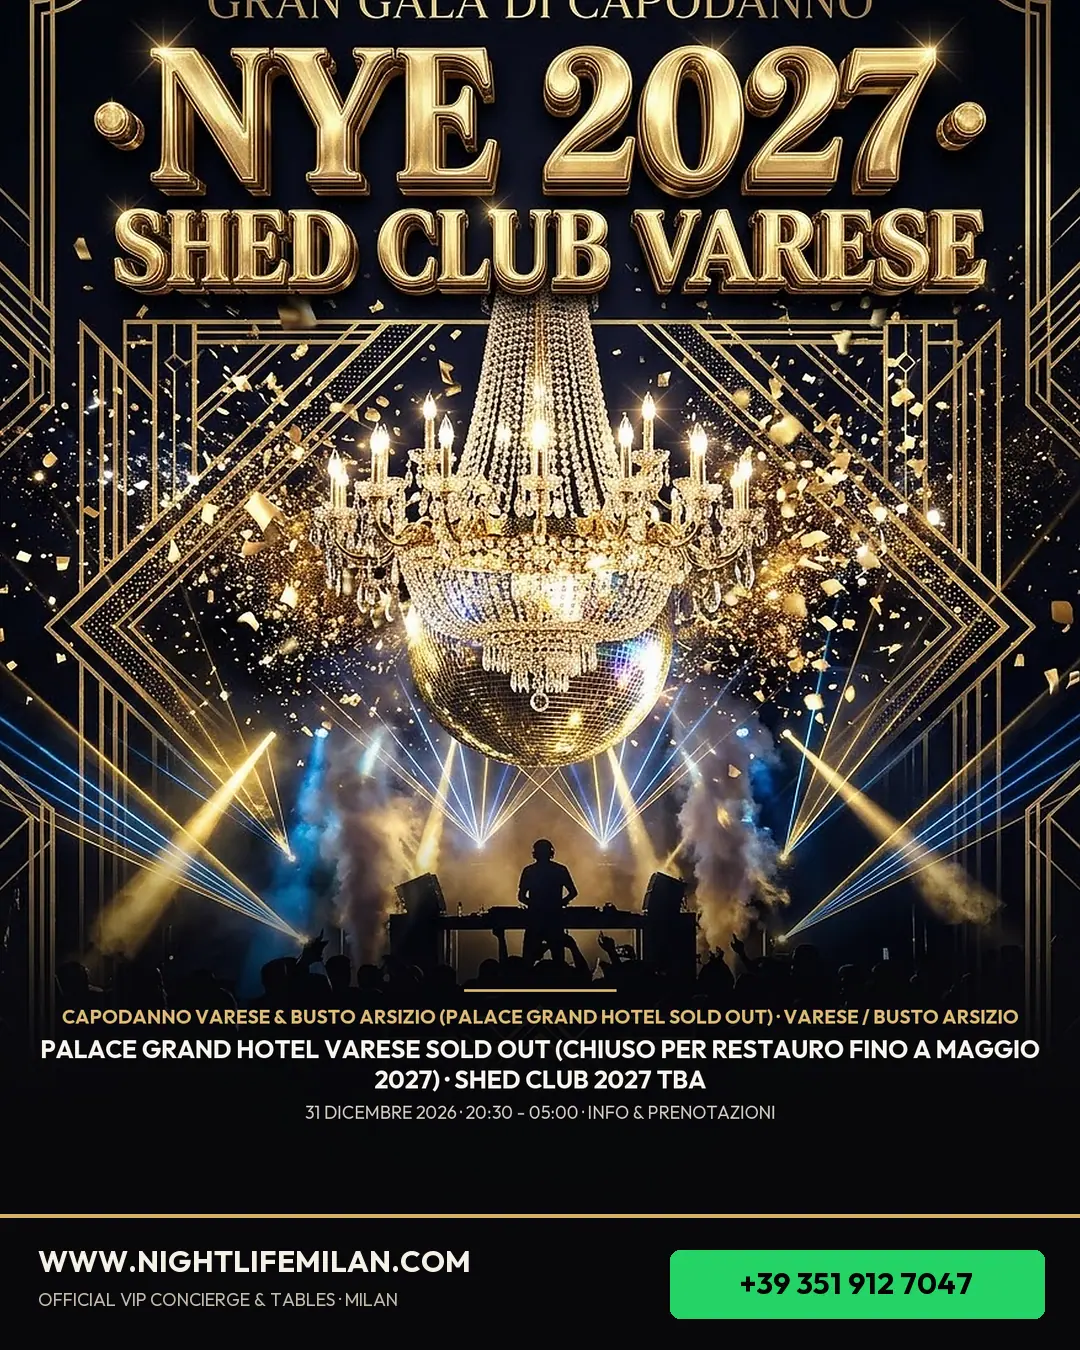 GRAN GALA DI CAPODANNO
• NYE 2027 •
SHED CLUB VARESE
CAPODANNO VARESE & BUSTO ARSIZIO (PALACE GRAND HOTEL SOLD OUT) · VARESE / BUSTO ARSIZIO
PALACE GRAND HOTEL VARESE SOLD OUT (CHIUSO PER RESTAURO FINO A MAGGIO
2027) · SHED CLUB 2027 TBA
31 DICEMBRE 2026 · 20:30 - 05:00 · INFO & PRENOTAZIONI
WWW.NIGHTLIFEMILAN.COM
OFFICIAL VIP CONCIERGE & TABLES · MILAN
+39 351 912 7047